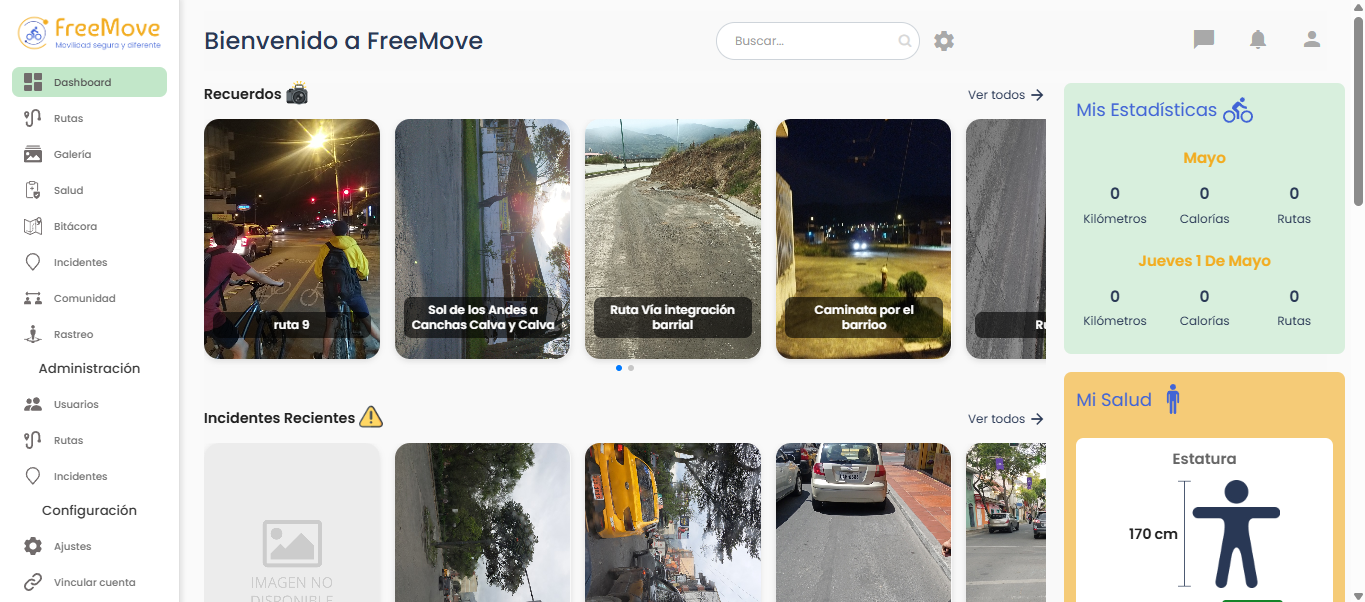 FreeMove
Movilidad segura y diferente
Dashboard
Rutas
Galería
Salud
Bitácora
Incidentes
Comunidad
Rastreo
Administración
Usuarios
Rutas
Incidentes
Configuración
Ajustes
Vincular cuenta
Bienvenido a FreeMove
Buscar...
Recuerdos
Ver todos
ruta 9
Sol de los Andes a
Canchas Calva y Calva
Ruta Vía integración
barrial
Caminata por el
barrioo
Incidentes Recientes
Ver todos
IMAGEN NO
DISPONIBLE
Mis Estadísticas
Mayo
0 0 0
Kilómetros Calorías Rutas
Jueves 1 De Mayo
0 0 0
Kilómetros Calorías Rutas
Mi Salud
Estatura
170 cm